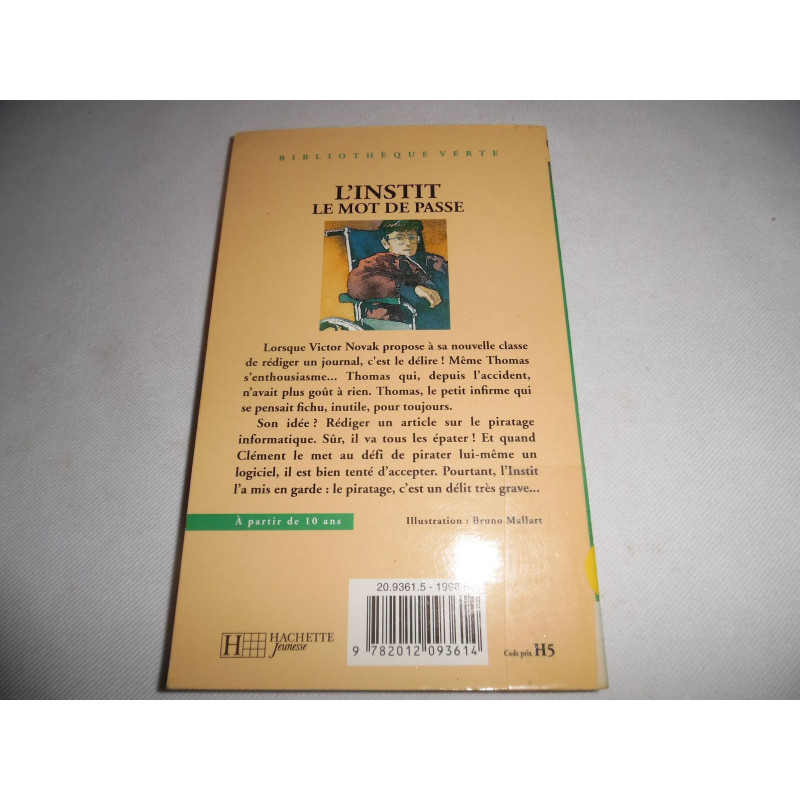 BIBLIOTHÈQUE VERTE
L'INSTIT
LE MOT DE PASSE
Lorsque Victor Novak propose à sa nouvelle classe
de rédiger un journal, c'est le délire ! Même Thomas
s'enthousiasme... Thomas qui, depuis l'accident,
n'avait plus goût à rien. Thomas, le petit infirme qui
se pensait fichu, inutile, pour toujours.
Son idée ? Rédiger un article sur le piratage
informatique. Sûr, il va tous les épater ! Et quand
Clément le met au défi de pirater lui-même un
logiciel, il est bien tenté d'accepter. Pourtant, l'Instit
l'a mis en garde : le piratage, c'est un délit très grave...
À partir de 10 ans
Illustration : Bruno Mallart
20.9361.5 - 1998
H HACHETTE
Jeunesse
9 782012 093614
Code prix H5